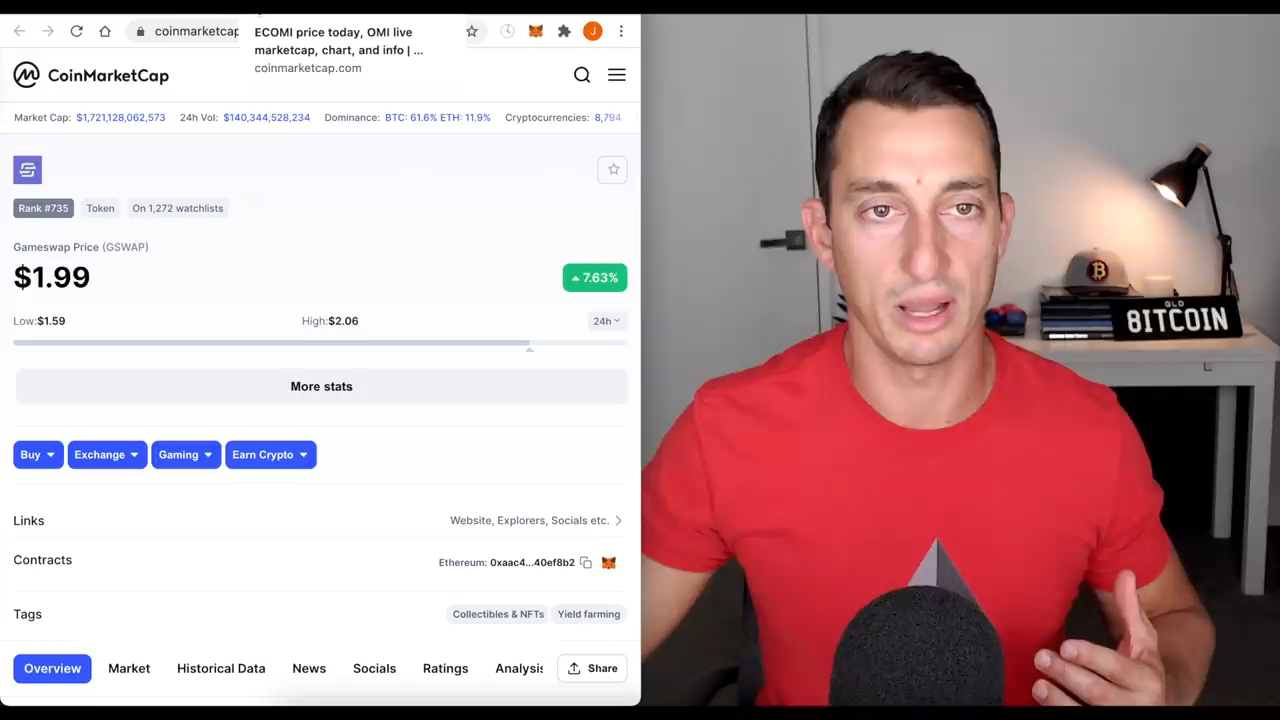 coinmarketcap
ECOMI price today, OMI live
marketcap, chart, and info | ...
coinmarketcap.com
J
CoinMarketCap
Market Cap: $1,721,128,062,573 24h Vol: $140,344,528,234 Dominance: BTC: 61.6% ETH: 11.9% Cryptocurrencies: 8,794
Rank #735 Token On 1,272 watchlists
Gameswap Price (GSWAP)
$1.99
7.63%
Low:$1.59 High:$2.06 24h
More stats
Buy Exchange Gaming Earn Crypto
Links Website, Explorers, Socials etc.
Contracts Ethereum: 0xaac4...40ef8b2
Tags Collectibles & NFTs Yield farming
Overview Market Historical Data News Socials Ratings Analysis Share
QLD
8ITCOIN